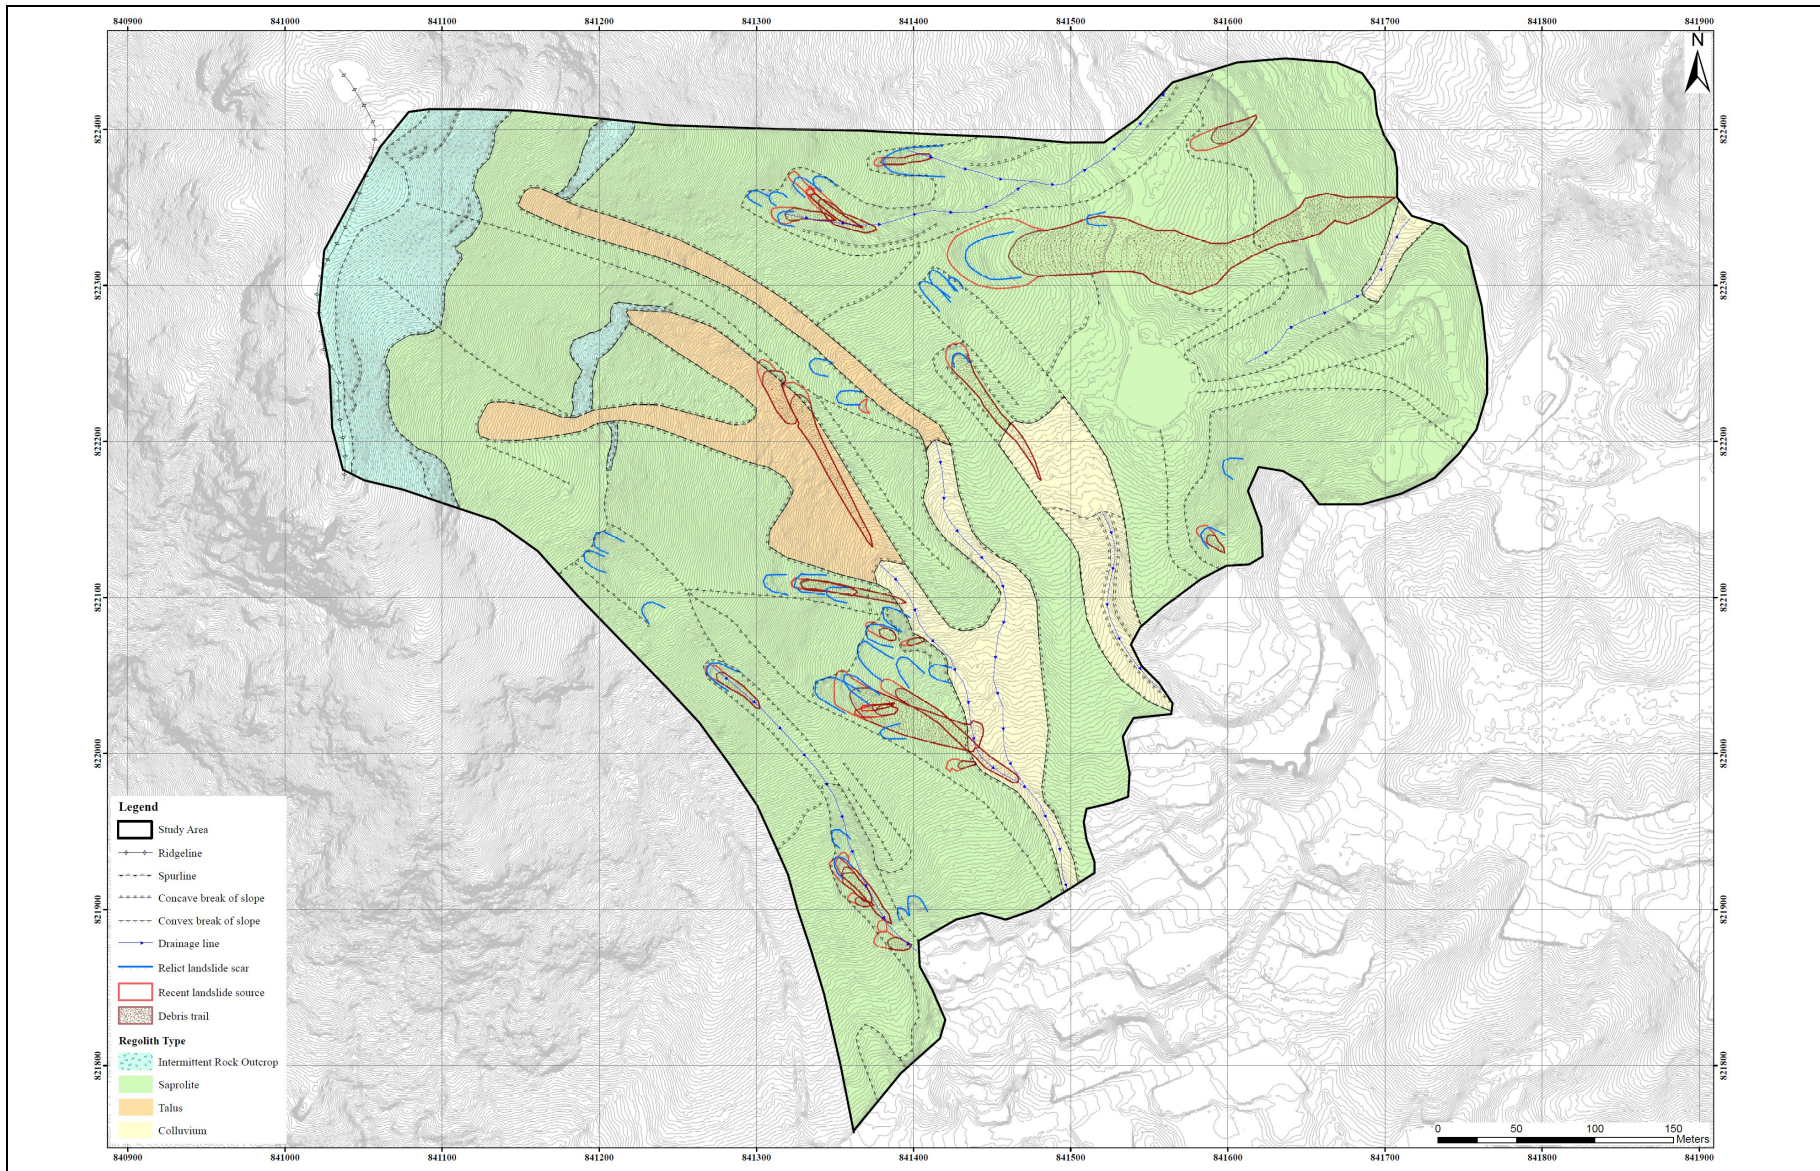 840900 841000 841100 841200 841300 841400 841500 841600 841700 841800 841900
N
822400 822400
822300 822300
822200 822200
822100 822100
822000 822000
821900 821900
821800 821800
Legend
Study Area
Ridgeline
Spurline
Concave break of slope
Convex break of slope
Drainage line
Relict landslide scar
Recent landslide source
Debris trail
Regolith Type
Intermittent Rock Outcrop
Saprolite
Talus
Colluvium
0 50 100 150
Meters
840900 841000 841100 841200 841300 841400 841500 841600 841700 841800 841900